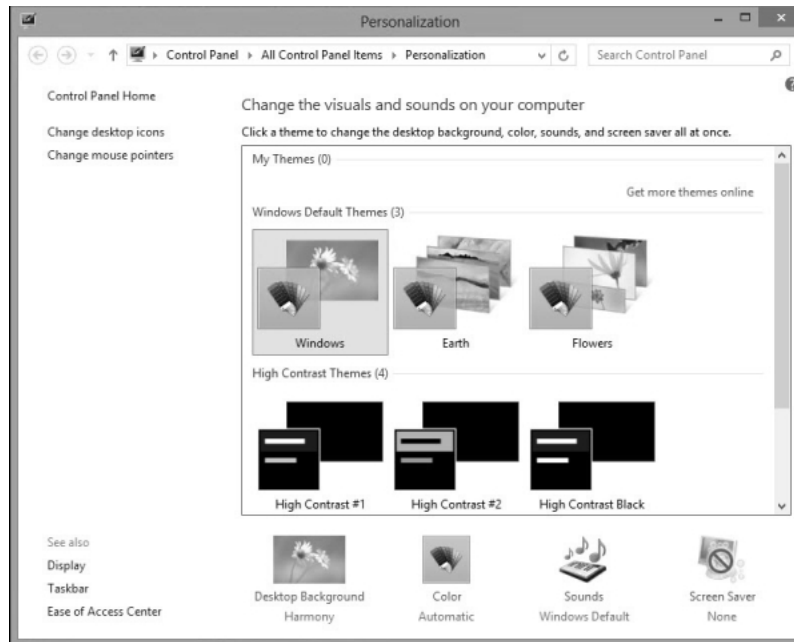 Personalization
Control Panel All Control Panel Items Personalization
Search Control Panel
Control Panel Home
Change desktop icons
Change mouse pointers
Change the visuals and sounds on your computer
Click a theme to change the desktop background, color, sounds, and screen saver all at once.
My Themes (0)
Get more themes online
Windows Default Themes (3)
Windows
Earth
Flowers
High Contrast Themes (4)
High Contrast #1
High Contrast #2
High Contrast Black
See also
Display
Taskbar
Ease of Access Center
Desktop Background
Harmony
Color
Automatic
Sounds
Windows Default
Screen Saver
None